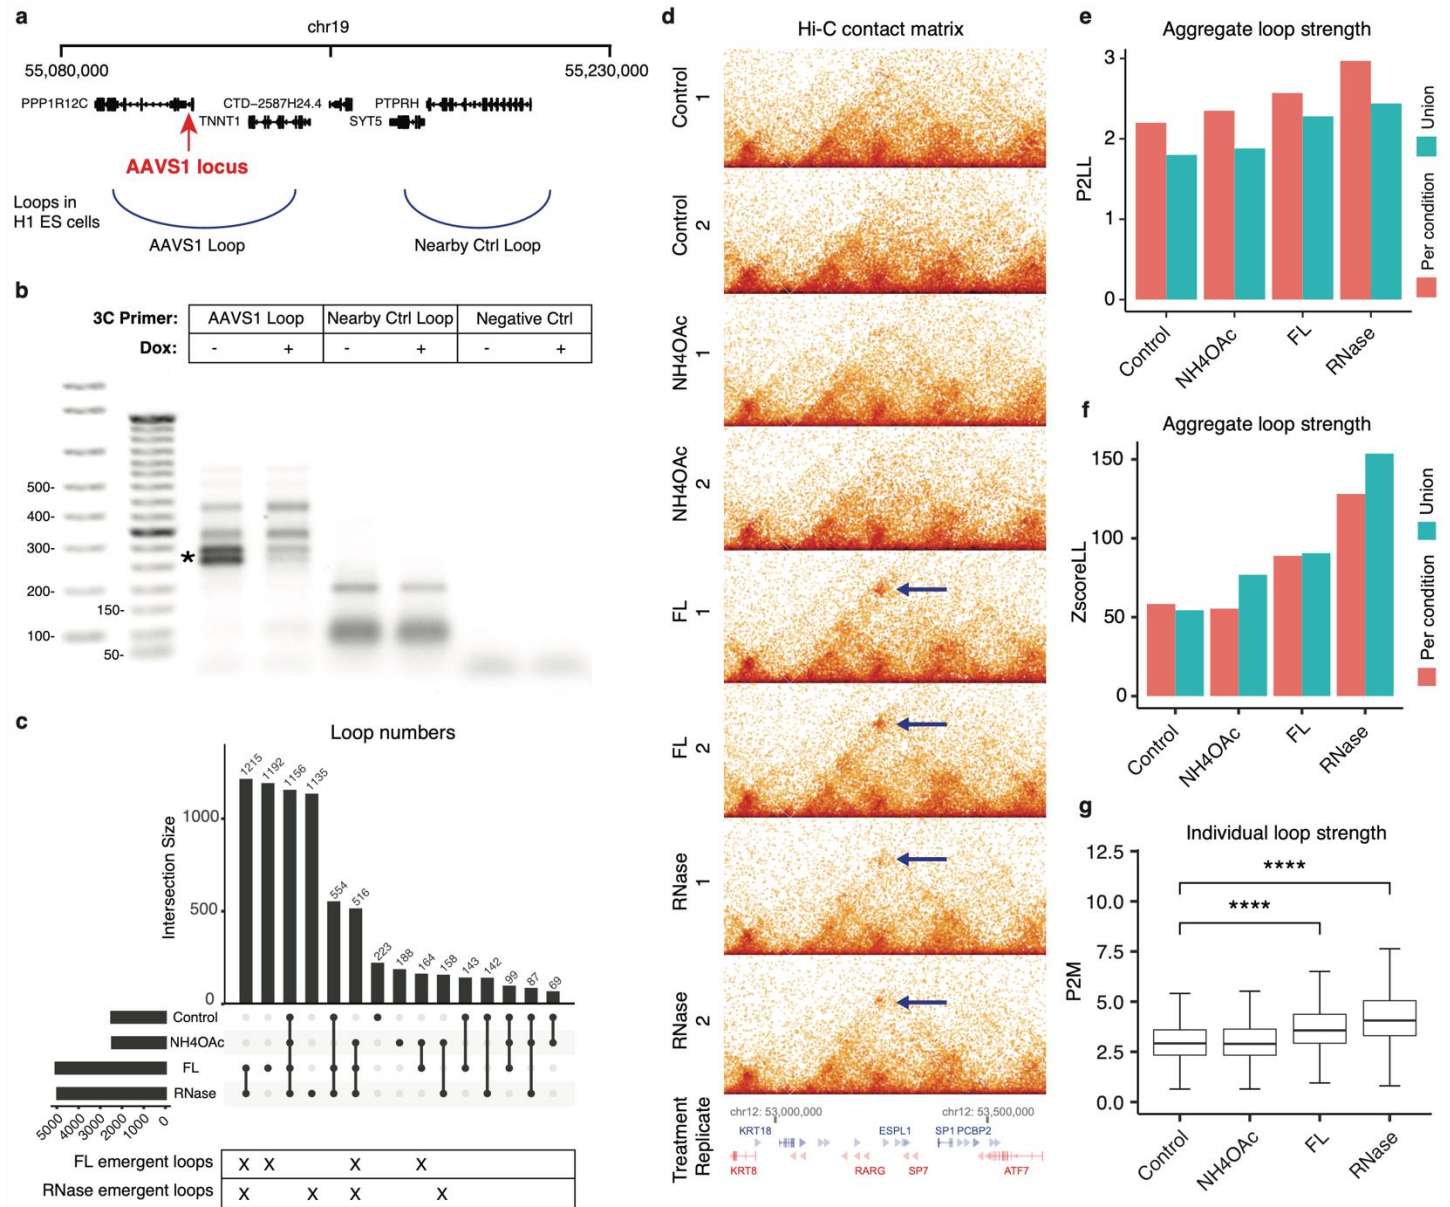 a
chr19
55,080,000
55,230,000
PPP1R12C
CTD-2587H24.4
PTPRH
TNNT1
SYT5
AAVS1 locus
Loops in
H1 ES cells
AAVS1 Loop
Nearby Ctrl Loop
b
3C Primer:
AAVS1 Loop
Nearby Ctrl Loop
Negative Ctrl
Dox:
- + - + - +
500-
400-
300-
*
200-
150-
100-
50-
c
Loop numbers
Intersection Size
1000
500
0
1215
1192
1156
1135
554
516
223
188
164
158
143
142
99
87
69
Control
NH4OAc
FL
RNase
5000
4000
3000
2000
1000
0
FL emergent loops
X X X X
RNase emergent loops
X X X X
d
Hi-C contact matrix
Control
1
Control
2
NH4OAc
1
NH4OAc
2
FL
1
FL
2
RNase
1
RNase
2
Treatment
Replicate
chr12: 53,000,000
chr12: 53,500,000
KRT18
ESPL1
SP1 PCBP2
KRT8
RARG
SP7
ATF7
e
Aggregate loop strength
P2LL
3
2
1
0
Control
NH4OAc
FL
RNase
Union
Per condition
f
Aggregate loop strength
ZscoreLL
150
100
50
0
Control
NH4OAc
FL
RNase
Union
Per condition
g
Individual loop strength
P2M
12.5
10.0
7.5
5.0
2.5
0.0
****
****
Control
NH4OAc
FL
RNase